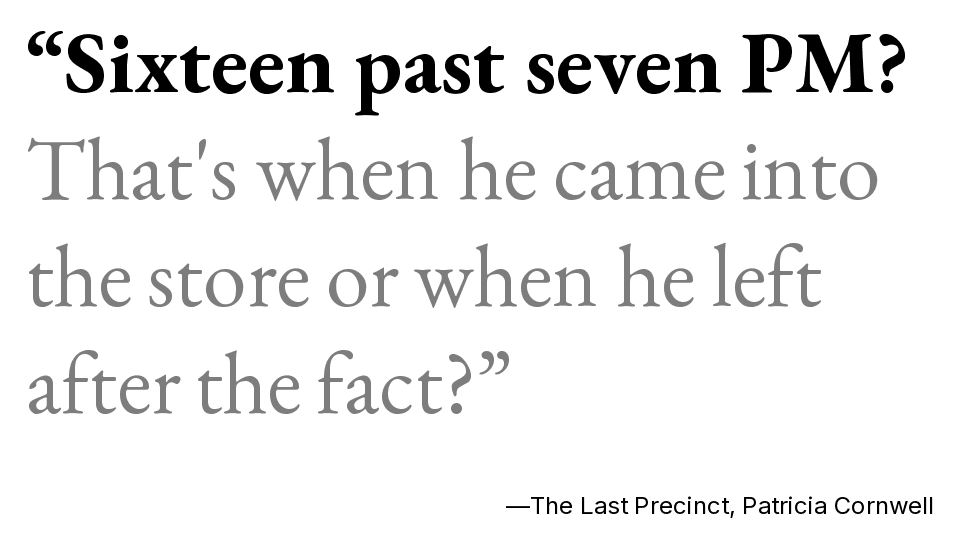 “Sixteen past seven PM?
That's when he came into
the store or when he left
after the fact?”
—The Last Precinct, Patricia Cornwell